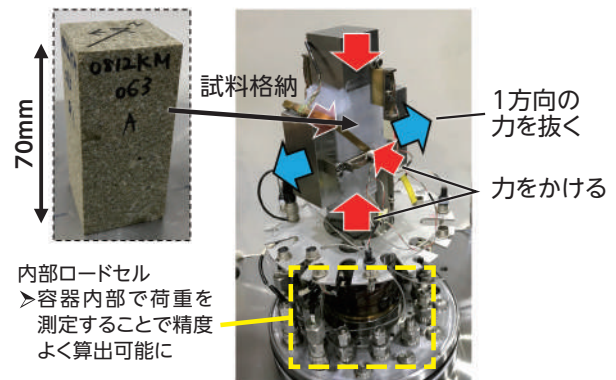 0812KM
063
A
70mm
試料格納
1方向の
力を抜く
力をかける
内部ロードセル
➢容器内部で荷重を
測定することで精度
よく算出可能に